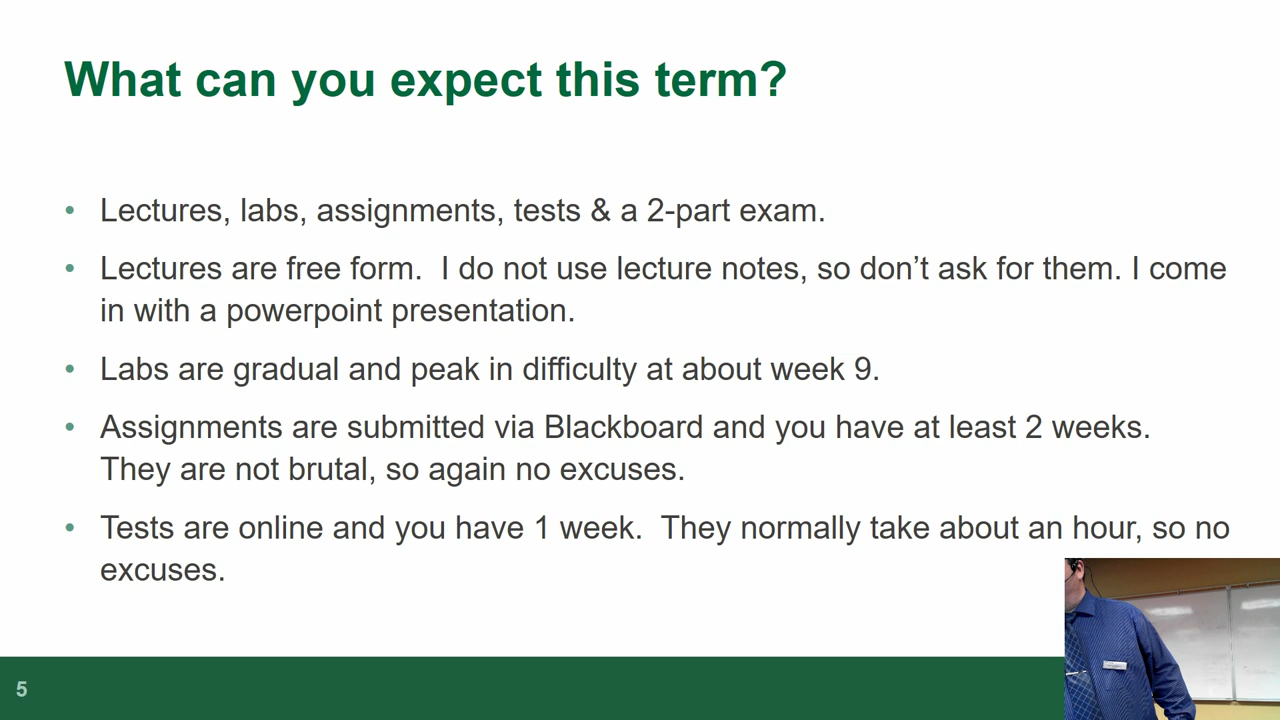 What can you expect this term?
• Lectures, labs, assignments, tests & a 2-part exam.
• Lectures are free form.  I do not use lecture notes, so don’t ask for them. I come
in with a powerpoint presentation.
• Labs are gradual and peak in difficulty at about week 9.
• Assignments are submitted via Blackboard and you have at least 2 weeks.
They are not brutal, so again no excuses.
• Tests are online and you have 1 week.  They normally take about an hour, so no
excuses.
5